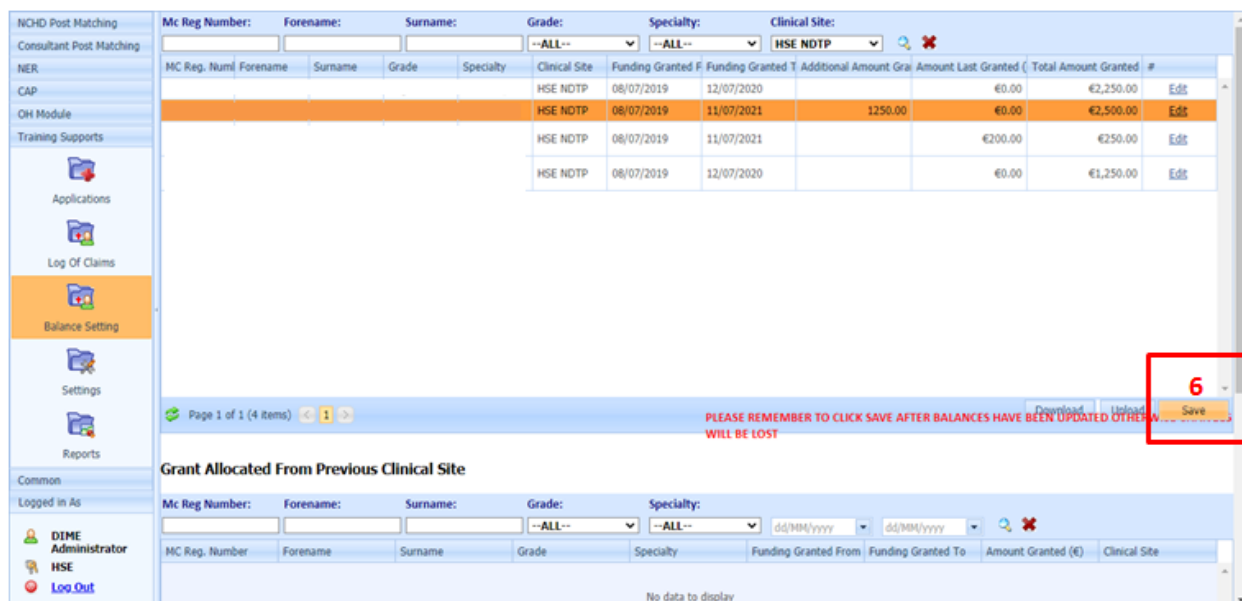 NCHD Post Matching
Consultant Post Matching
NER
CAP
OH Module
Training Supports
Applications
Log Of Claims
Balance Setting
Settings
Reports
Common
Logged in As
DIME Administrator
HSE
Log Out
Mc Reg Number: Forename: Surname: Grade: Specialty: Clinical Site:
--ALL-- --ALL-- HSE NDTP
MC Reg. Numl Forename Surname Grade Specialty Clinical Site Funding Granted F Funding Granted T Additional Amount Gra Amount Last Granted ( Total Amount Granted #
HSE NDTP 08/07/2019 12/07/2020 €0.00 €2,250.00 Edit
HSE NDTP 08/07/2019 11/07/2021 1250.00 €0.00 €2,500.00 Edit
HSE NDTP 08/07/2019 11/07/2021 €200.00 €250.00 Edit
HSE NDTP 08/07/2019 12/07/2020 €0.00 €1,250.00 Edit
6
Page 1 of 1 (4 items) < 1 > Download Upload Save
PLEASE REMEMBER TO CLICK SAVE AFTER BALANCES HAVE BEEN UPDATED OTHERWISE CHANGES
WILL BE LOST
Grant Allocated From Previous Clinical Site
Mc Reg Number: Forename: Surname: Grade: Specialty:
--ALL-- --ALL-- dd/MM/yyyy dd/MM/yyyy
MC Reg. Number Forename Surname Grade Specialty Funding Granted From Funding Granted To Amount Granted (€) Clinical Site
No data to display